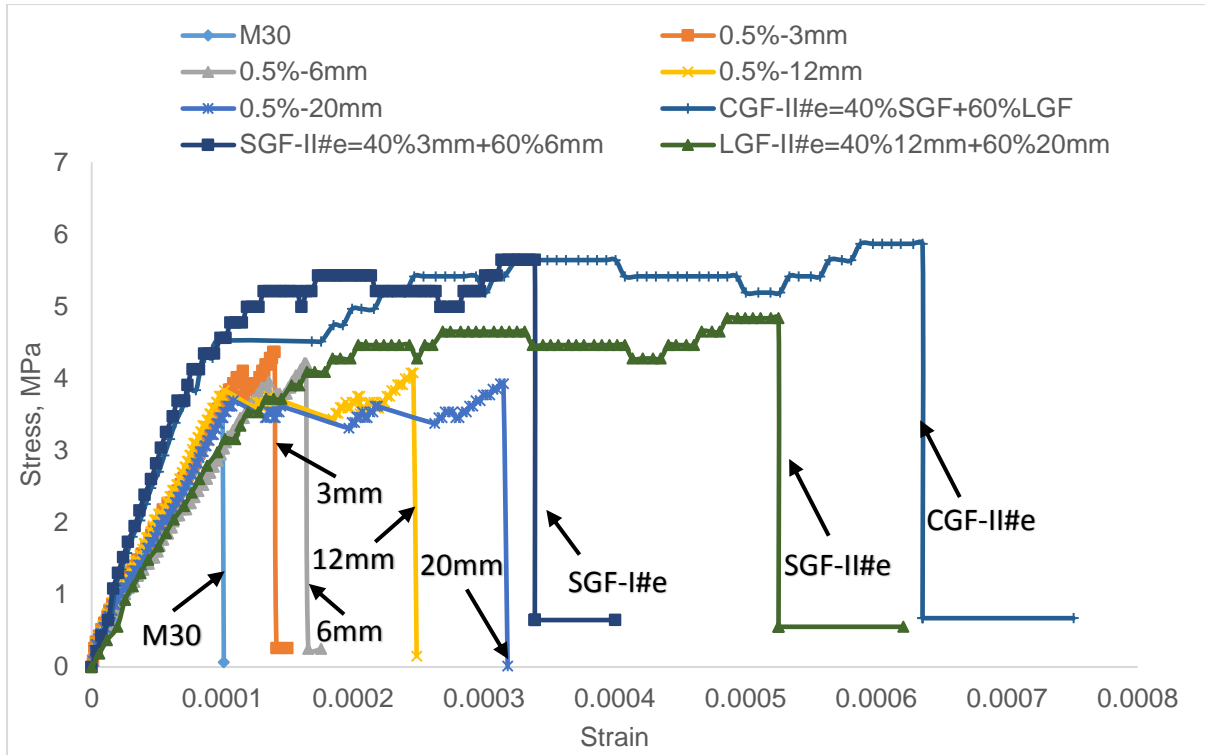 M30
0.5%-3mm
0.5%-6mm
0.5%-12mm
0.5%-20mm
CGF-II#e=40%SGF+60%LGF
SGF-II#e=40%3mm+60%6mm
LGF-II#e=40%12mm+60%20mm
7
6
5
4
3
2
1
0
Stress, MPa
3mm
12mm
20mm
M30
6mm
SGF-I#e
SGF-II#e
CGF-II#e
0
0.0001
0.0002
0.0003
0.0004
0.0005
0.0006
0.0007
0.0008
Strain